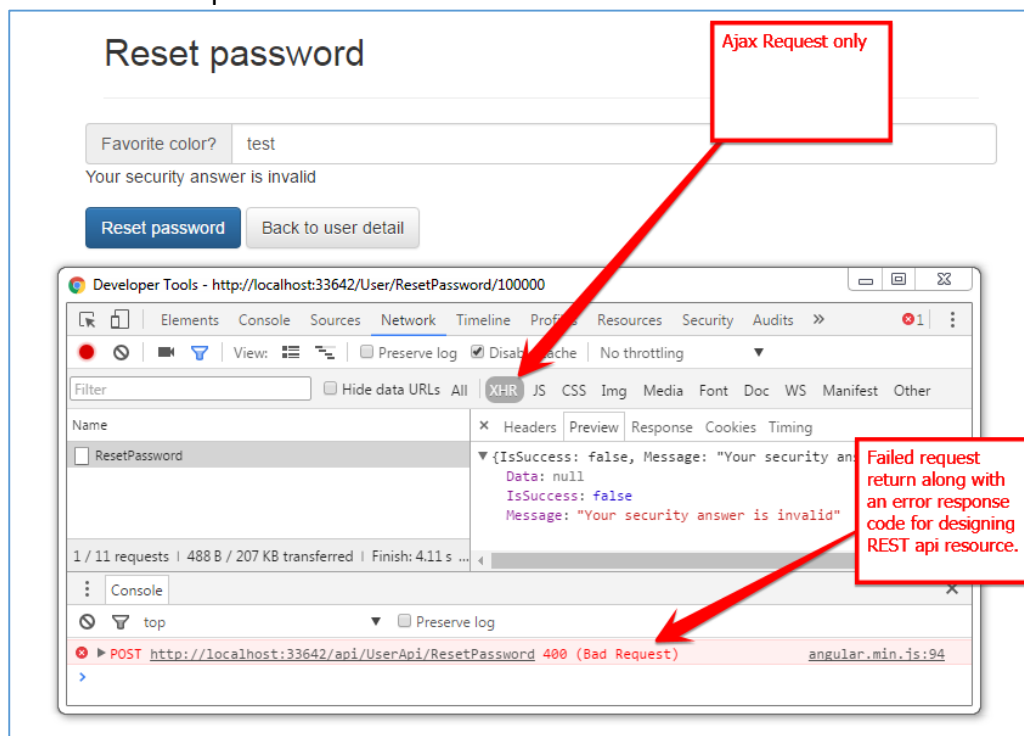 Reset password
Ajax Request only
Favorite color? test
Your security answer is invalid
Reset password Back to user detail
Developer Tools - http://localhost:33642/User/ResetPassword/100000
Elements Console Sources Network Timeline Resources Security Audits » 1
View: Preserve log No throttling
Filter Hide data URLs All XHR JS CSS Img Media Font Doc WS Manifest Other
Name
× Headers Preview Response Cookies Timing
ResetPassword
{IsSuccess: false, Message: "Your security
Data: null
IsSuccess: false
Message: "Your security answer is invalid"
Failed request
return along with
an error response
code for designing
REST api resource.
1 / 11 requests | 488 B / 207 KB transferred | Finish: 4.11 s ...
Console
top Preserve log
POST http://localhost:33642/api/UserApi/ResetPassword 400 (Bad Request) angular.min.js:94
>